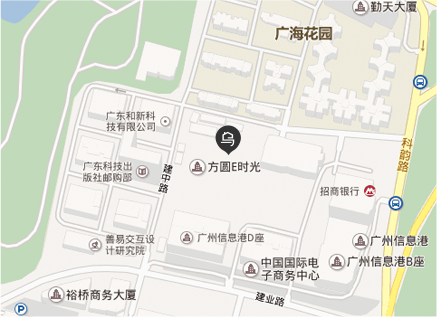 勤天大厦
广海花园
广东和新科
技有限公司
科韵路
方圆E时光
广东科技出
版社邮购部
建中路
招商银行
善易交互设
计研究院
广州信息港D座
广州信息港
广州信息港B座
中国国际电
子商务中心
裕桥商务大厦
建业路
P